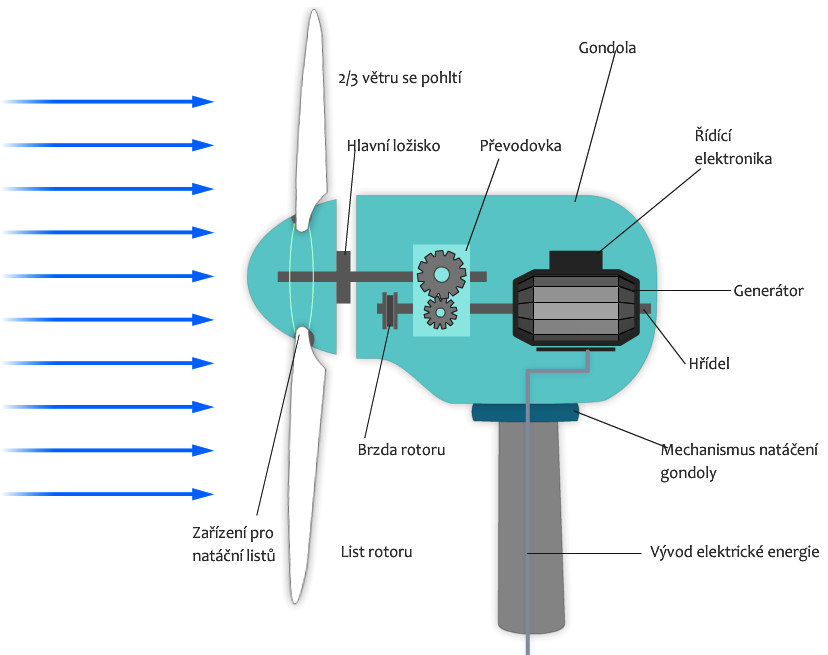 Gondola
2/3 větru se pohltí
Řídící
elektronika
Hlavní ložisko
Převodovka
Generátor
Hřídel
Brzda rotoru
Mechanismus natáčení
gondoly
Zařízení pro
natáční listů
List rotoru
Vývod elektrické energie